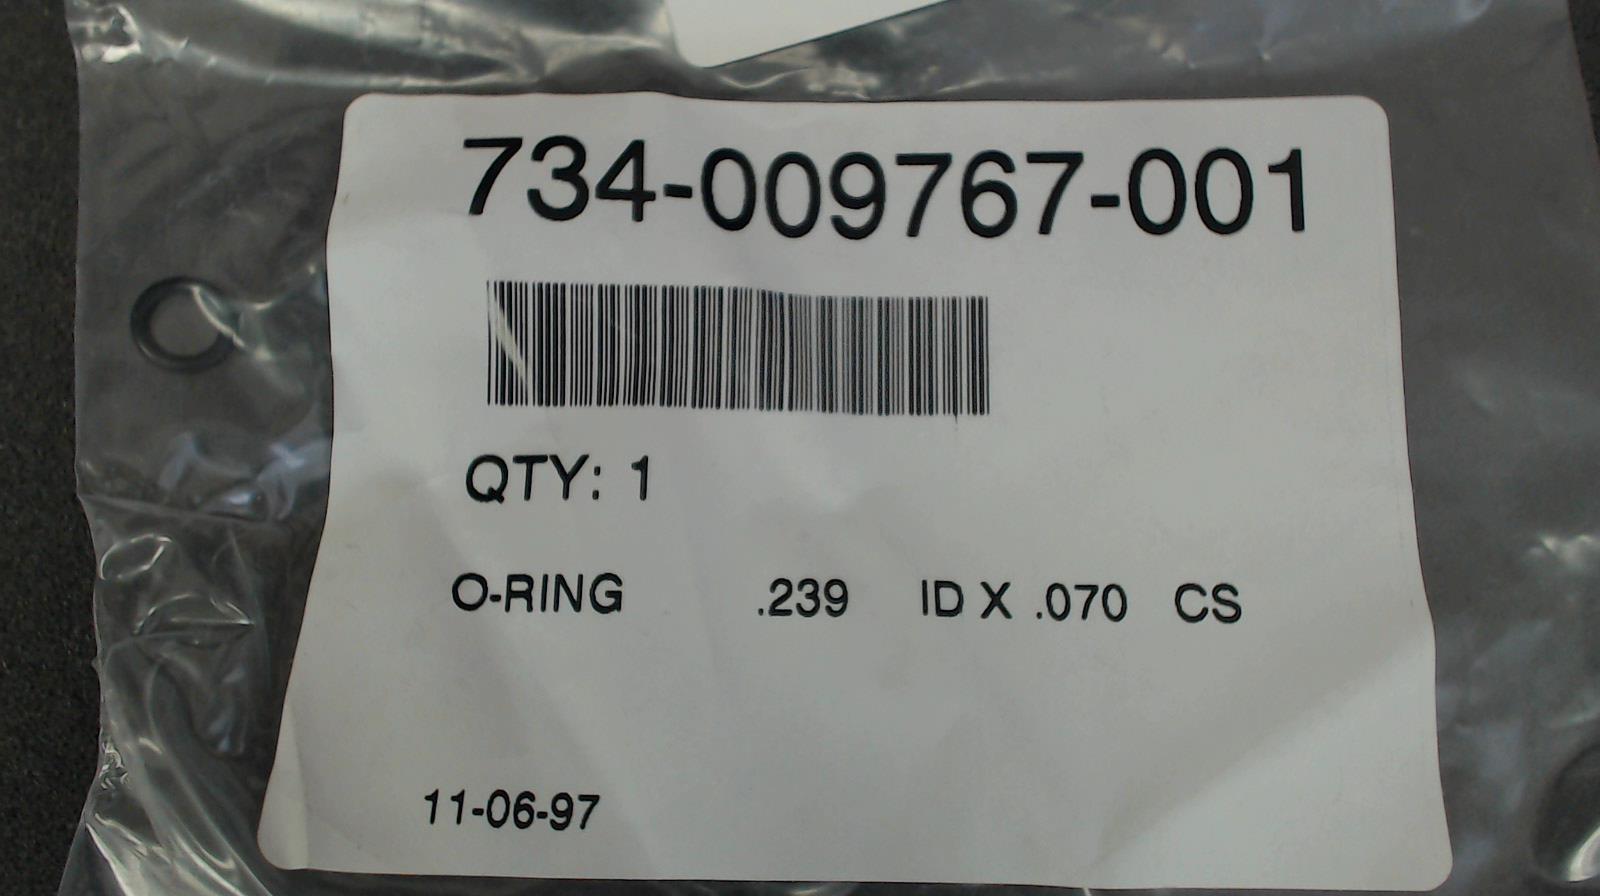 734-009767-001
QTY: 1
O-RING .239 ID X .070 CS
11-06-97